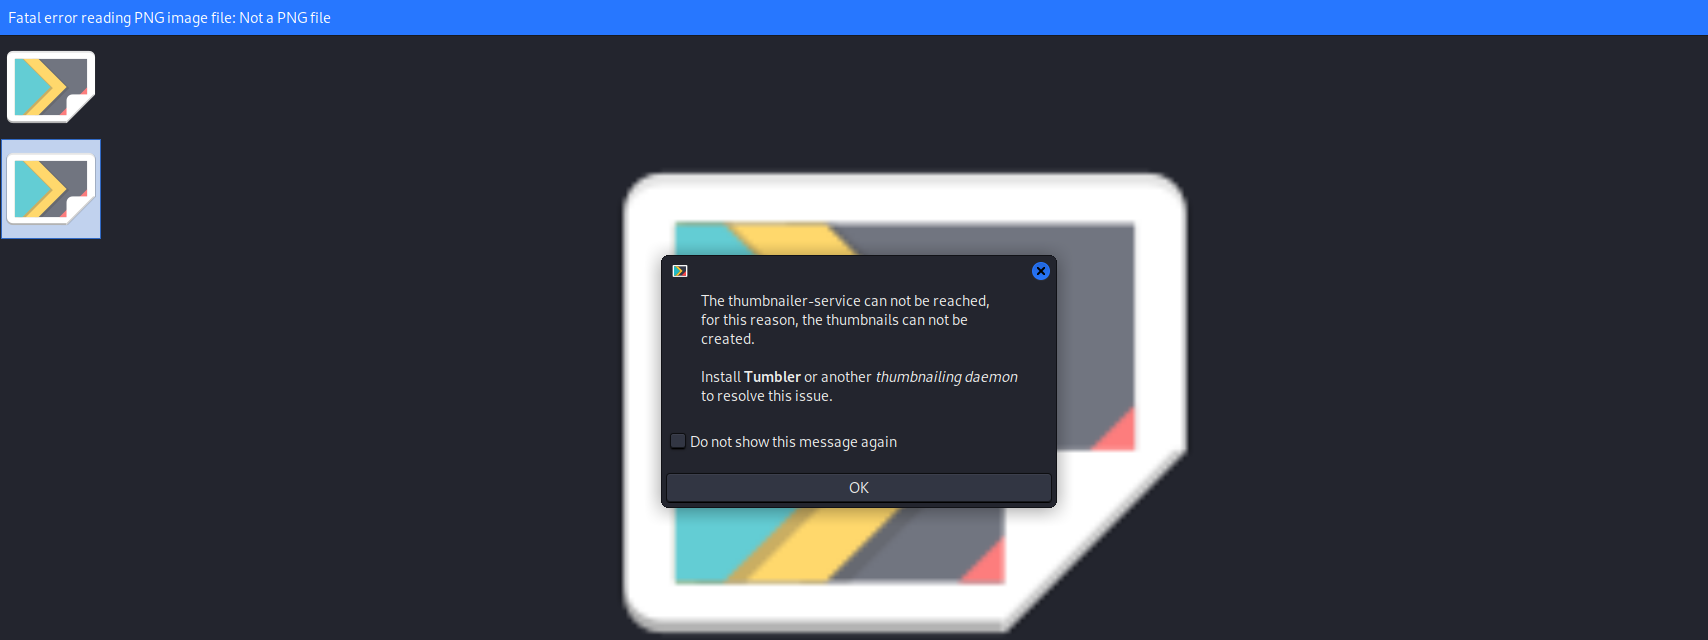 Fatal error reading PNG image file: Not a PNG file
The thumbnailer-service can not be reached,
for this reason, the thumbnails can not be
created.
Install Tumbler or another thumbnailing daemon
to resolve this issue.
Do not show this message again
OK